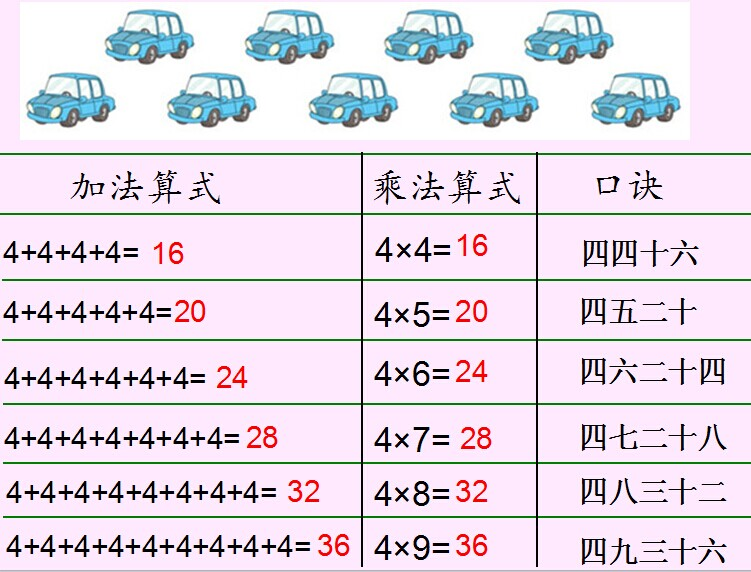 加法算式 乘法算式 口诀
4+4+4+4= 16 4×4=16 四四十六
4+4+4+4+4=20 4×5=20 四五二十
4+4+4+4+4+4= 24 4×6=24 四六二十四
4+4+4+4+4+4+4=28 4×7=28 四七二十八
4+4+4+4+4+4+4+4= 32 4×8=32 四八三十二
4+4+4+4+4+4+4+4+4=36 4×9=36 四九三十六